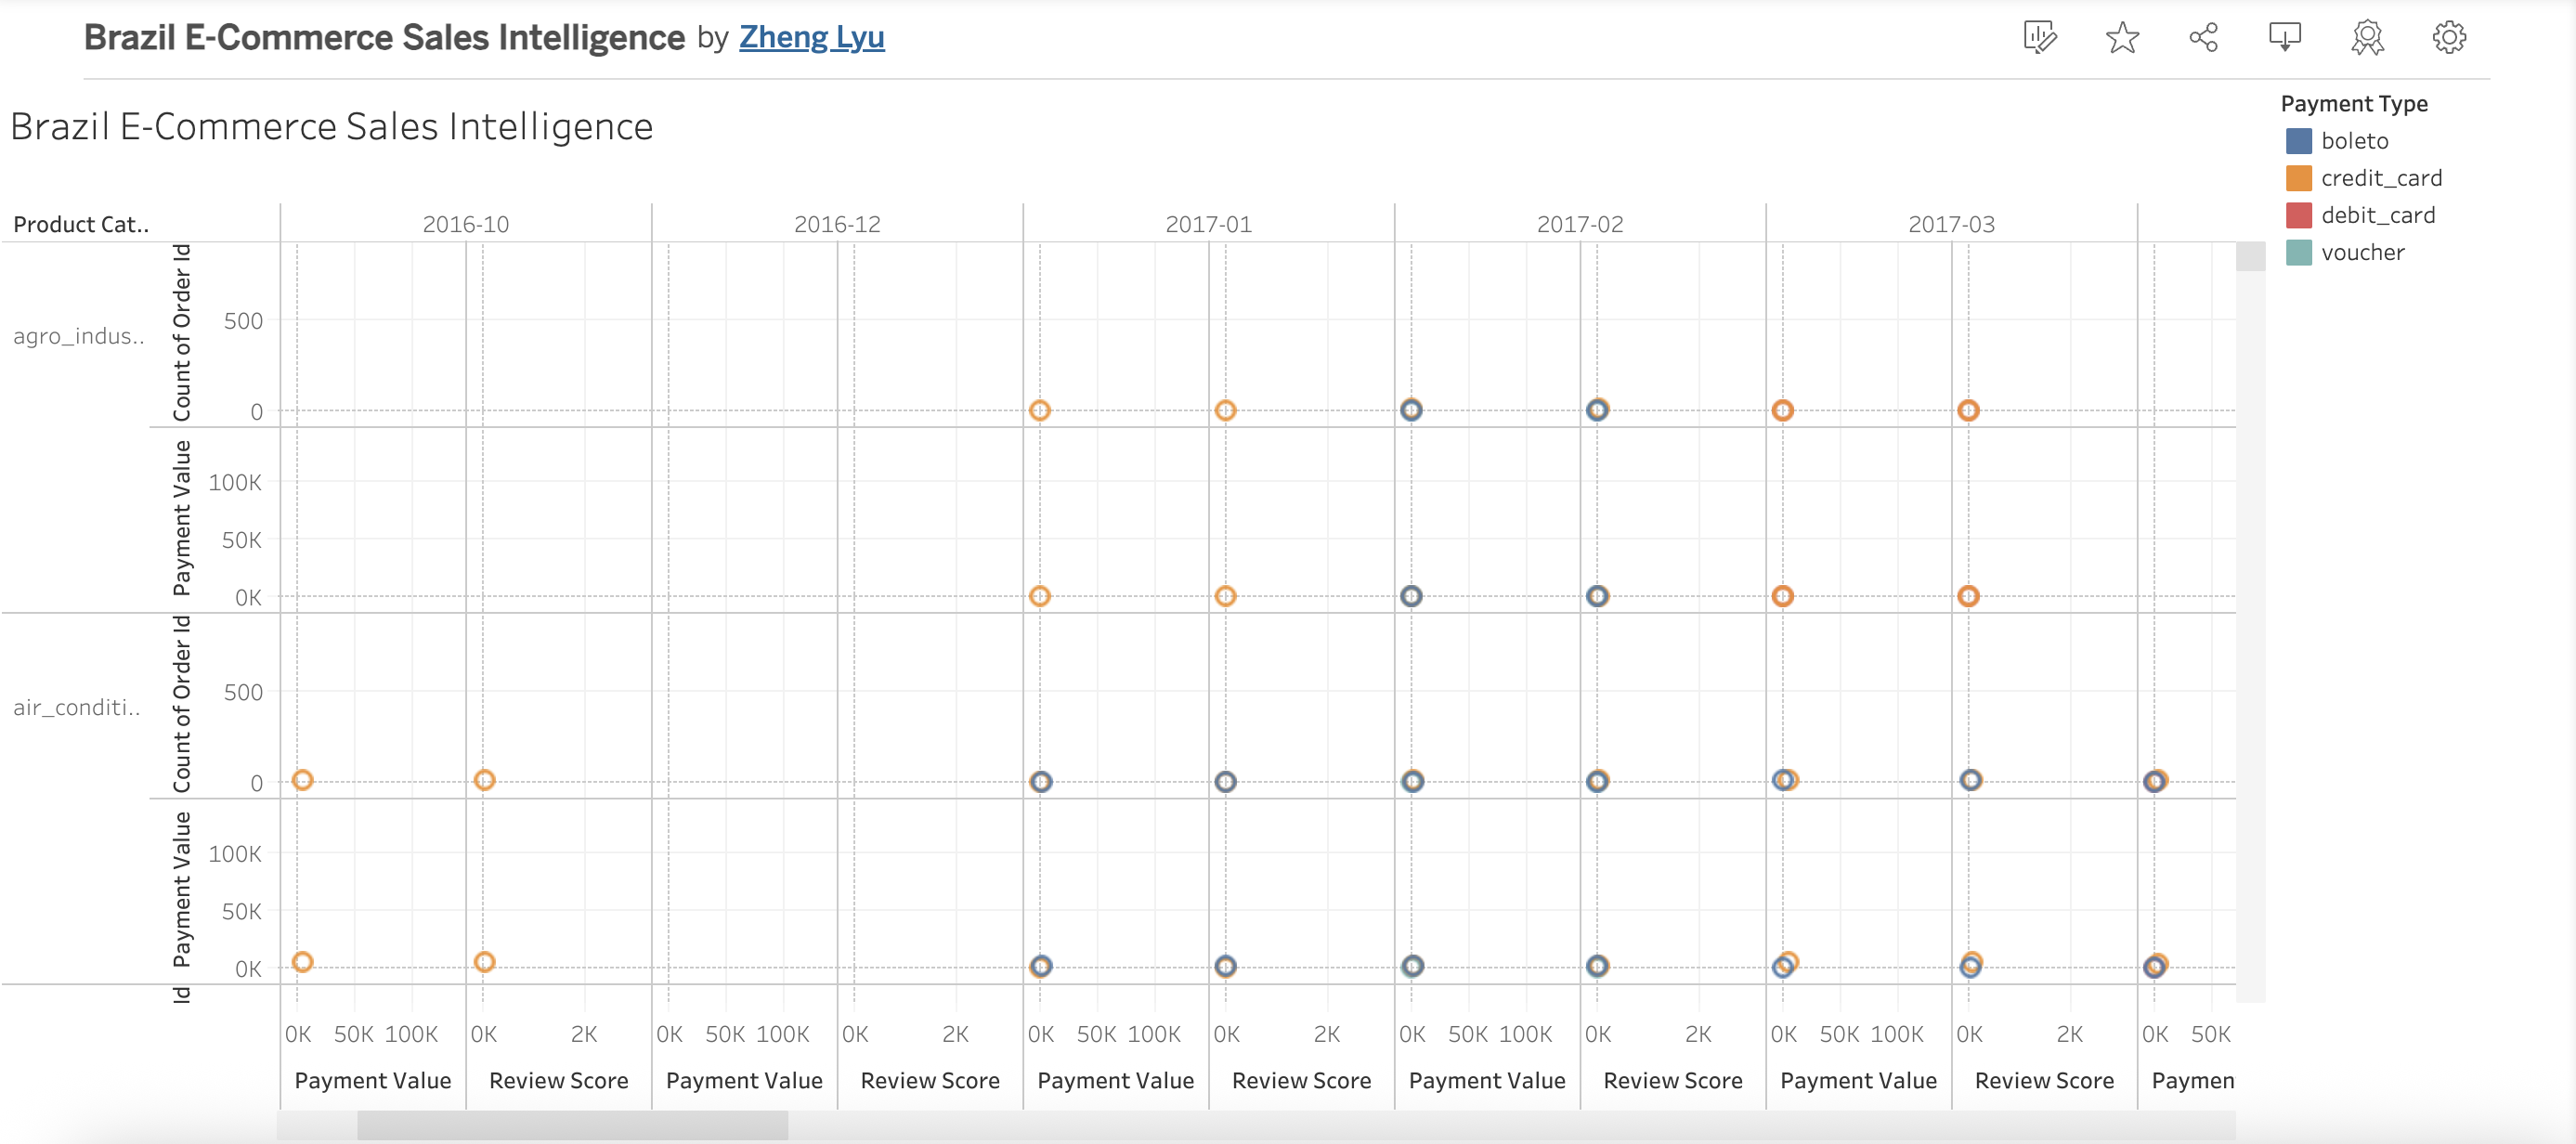 Brazil E-Commerce Sales Intelligence by Zheng Lyu
Brazil E-Commerce Sales Intelligence
Payment Type
boleto
credit_card
debit_card
voucher
Product Cat..
2016-10
2016-12
2017-01
2017-02
2017-03
agro_indus..
Count of Order Id
500
0
Payment Value
100K
50K
0K
air_conditi..
Count of Order Id
500
0
Payment Value
100K
50K
0K
Id
0K 50K 100K 0K 2K 0K 50K 100K 0K 2K 0K 50K 100K 0K 2K 0K 50K 100K 0K 2K 0K 50K 100K 0K 2K 0K 50K
Payment Value Review Score Payment Value Review Score Payment Value Review Score Payment Value Review Score Payment Value Review Score Paymen